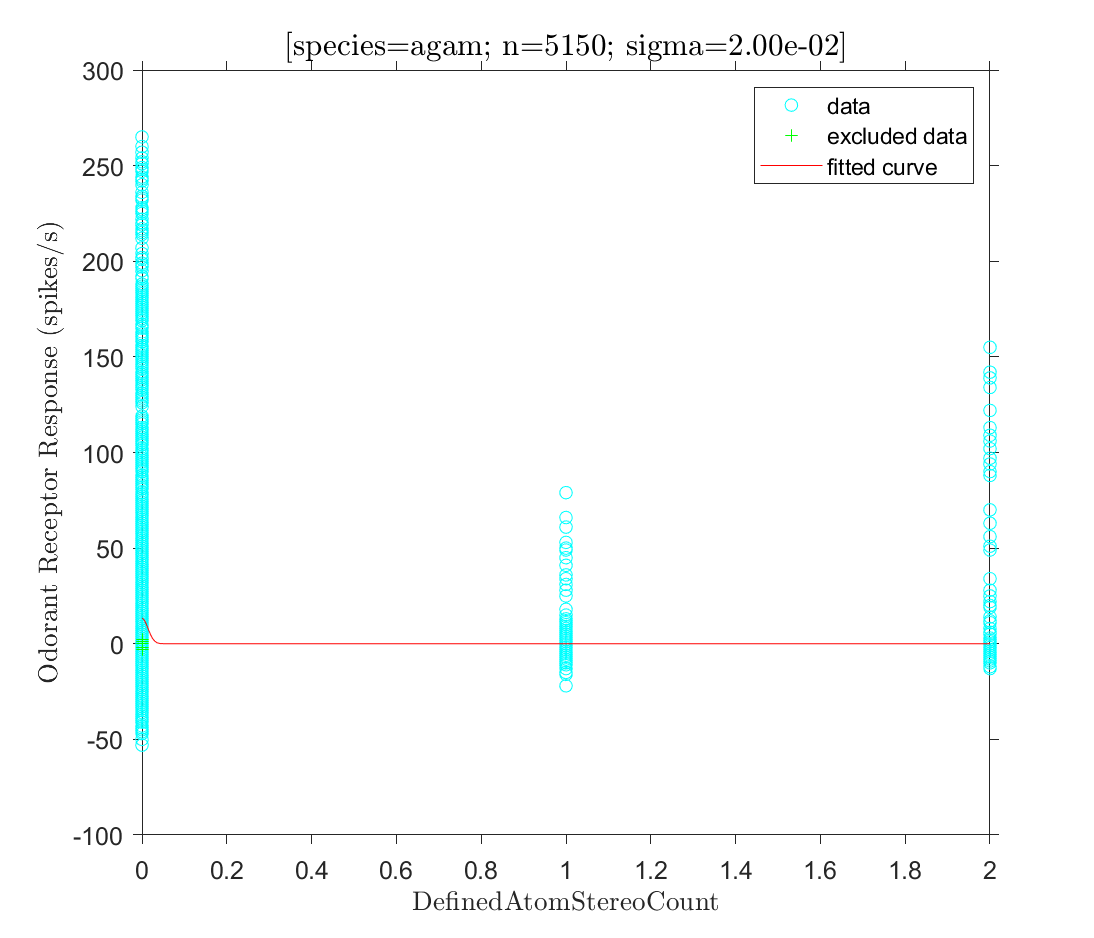 [species=agam; n=5150; sigma=2.00e-02]
data
excluded data
fitted curve
300
250
200
150
100
50
0
-50
-100
Odorant Receptor Response (spikes/s)
0 0.2 0.4 0.6 0.8 1 1.2 1.4 1.6 1.8 2
DefinedAtomStereoCount